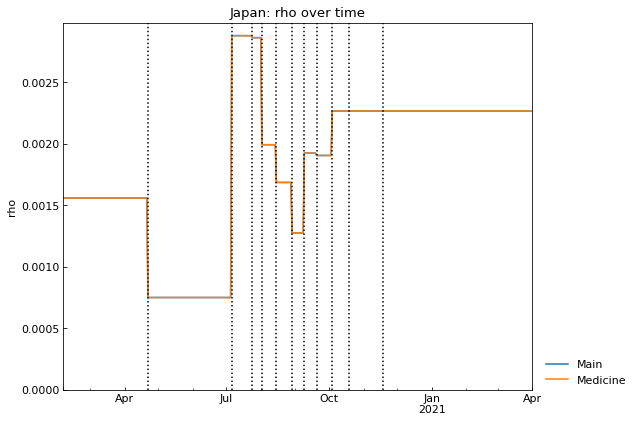 Japan: rho over time
rho
0.0025
0.0020
0.0015
0.0010
0.0005
0.0000
Apr
Jul
Oct
Jan
2021
Apr
Main
Medicine